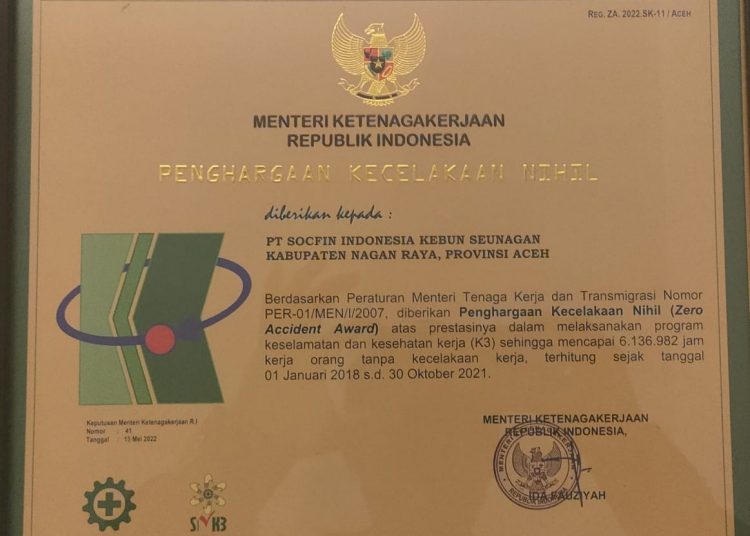 REG. ZA. 2022.SK-11 / ACEH
MENTERI KETENAGAKERJAAN
REPUBLIK INDONESIA
PENGHARGAAN KECELAKAAN NIHIL
diberikan kepada :
PT SOCFIN INDONESIA KEBUN SEUNAGAN
KABUPATEN NAGAN RAYA, PROVINSI ACEH
Berdasarkan Peraturan Menteri Tenaga Kerja dan Transmigrasi Nomor
PER-01/MEN/I/2007, diberikan Penghargaan Kecelakaan Nihil (Zero
Accident Award) atas prestasinya dalam melaksanakan program
keselamatan dan kesehatan kerja (K3) sehingga mencapai 6.136.982 jam
kerja orang tanpa kecelakaan kerja, terhitung sejak tanggal
01 Januari 2018 s.d. 30 Oktober 2021.
Keputusan Menteri Ketenagakerjaan R.I
Nomor : 41
Tanggal : 13 Mei 2022
MENTERI KETENAGAKERJAAN
REPUBLIK INDONESIA,
MENTERI KETENAGAKERJAAN
REPUBLIK INDONESIA
IDA FAUZIYAH
SMK3